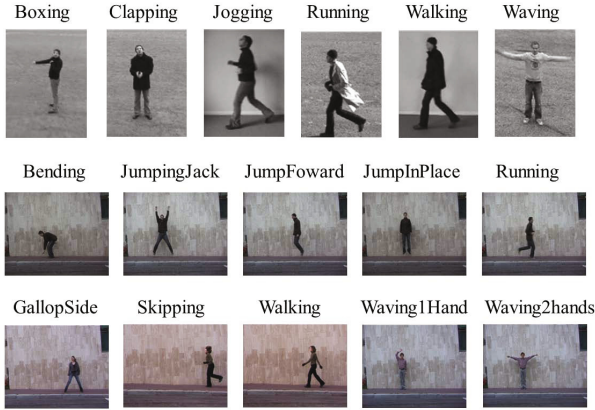 Boxing Clapping Jogging Running Walking Waving
Bending JumpingJack JumpFoward JumpInPlace Running
GallopSide Skipping Walking Waving1Hand Waving2hands